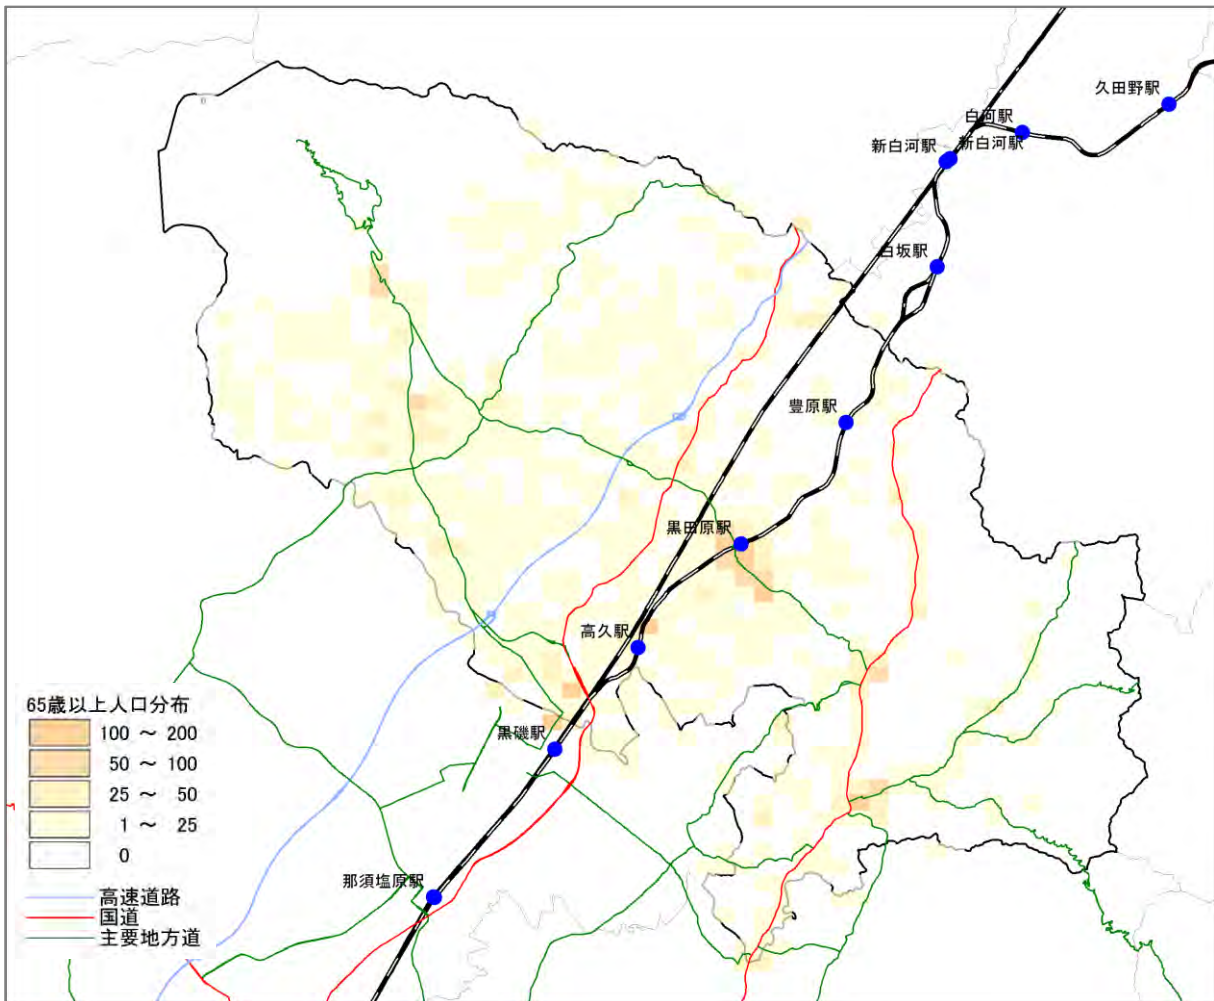 久田野駅
白河駅
新白河駅
新白河駅
白坂駅
豊原駅
黒田原駅
高久駅
黒磯駅
那須塩原駅
65歳以上人口分布
100 ～ 200
50 ～ 100
25 ～ 50
1 ～ 25
0
高速道路
国道
主要地方道